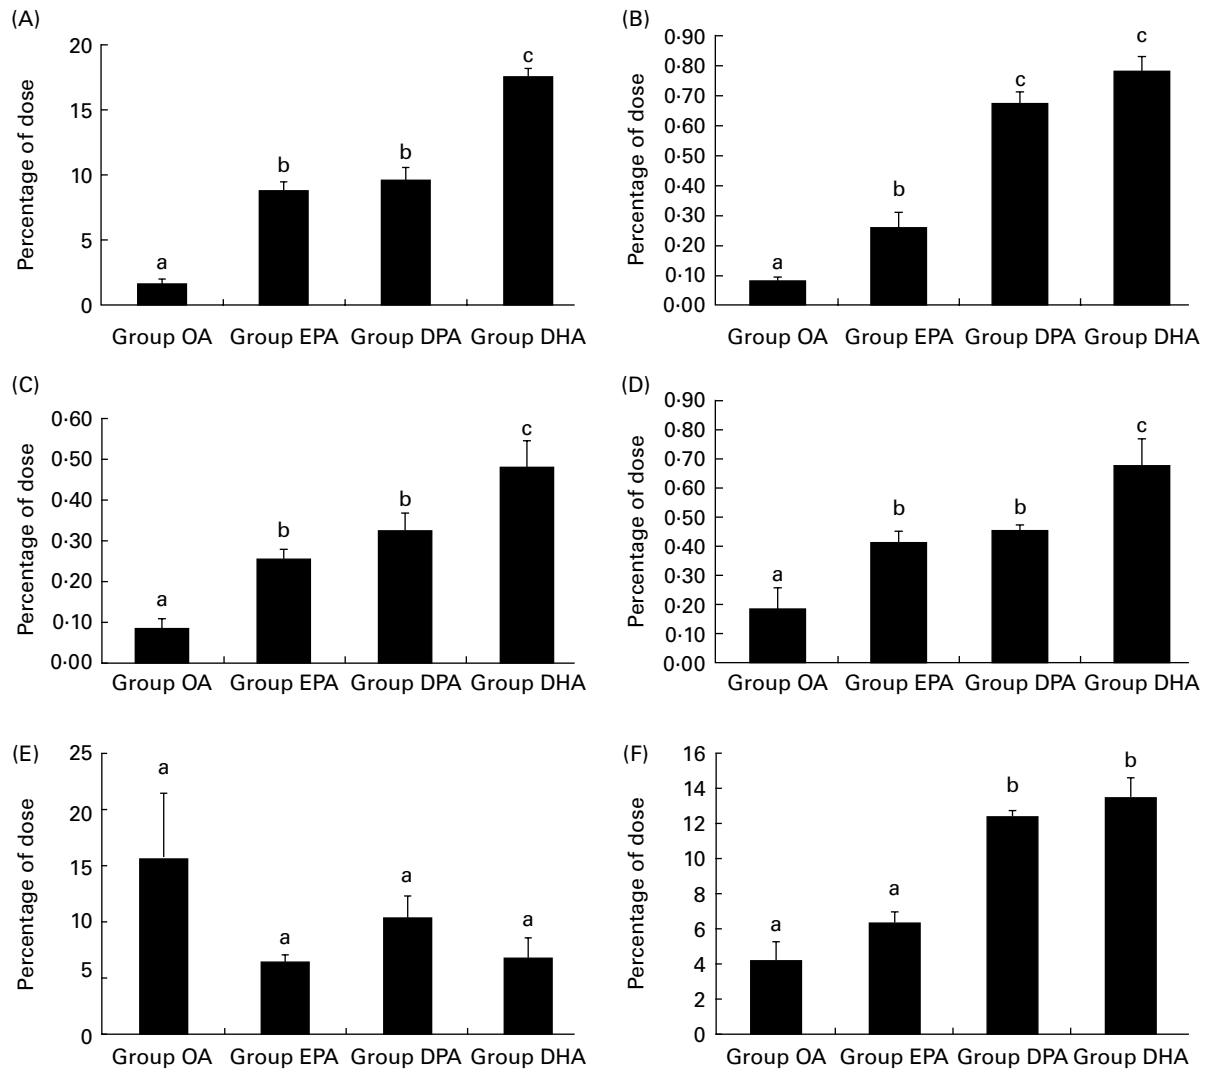 (A)
Percentage of dose
20
15
10
5
0
a
b
b
c
Group OA Group EPA Group DPA Group DHA
(B)
Percentage of dose
0·90
0·80
0·70
0·60
0·50
0·40
0·30
0·20
0·10
0·00
a
b
c
c
Group OA Group EPA Group DPA Group DHA
(C)
Percentage of dose
0·60
0·50
0·40
0·30
0·20
0·10
0·00
a
b
b
c
Group OA Group EPA Group DPA Group DHA
(D)
Percentage of dose
0·90
0·80
0·70
0·60
0·50
0·40
0·30
0·20
0·10
0·00
a
b
b
c
Group OA Group EPA Group DPA Group DHA
(E)
Percentage of dose
25
20
15
10
5
0
a
a
a
a
Group OA Group EPA Group DPA Group DHA
(F)
Percentage of dose
16
14
12
10
8
6
4
2
0
a
a
b
b
Group OA Group EPA Group DPA Group DHA